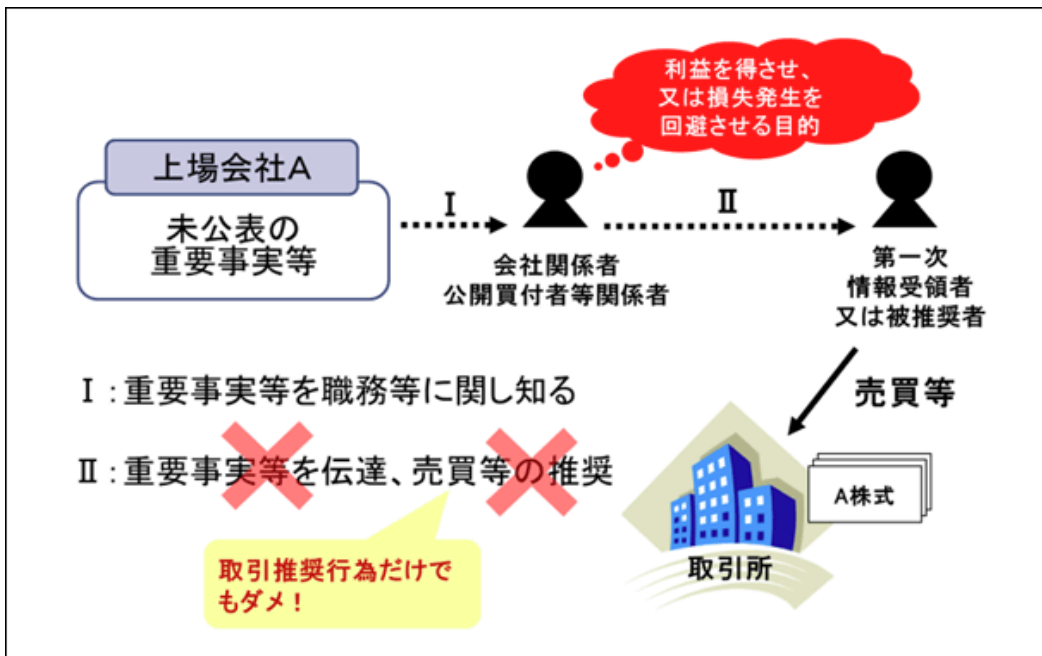 利益を得させ、
又は損失発生を
回避させる目的
上場会社A
未公表の
重要事実等
Ⅰ
Ⅱ
会社関係者
公開買付者等関係者
第一次
情報受領者
又は被推奨者
Ⅰ：重要事実等を職務等に関し知る
売買等
Ⅱ：重要事実等を伝達、売買等の推奨
A株式
取引所
取引推奨行為だけで
もダメ！